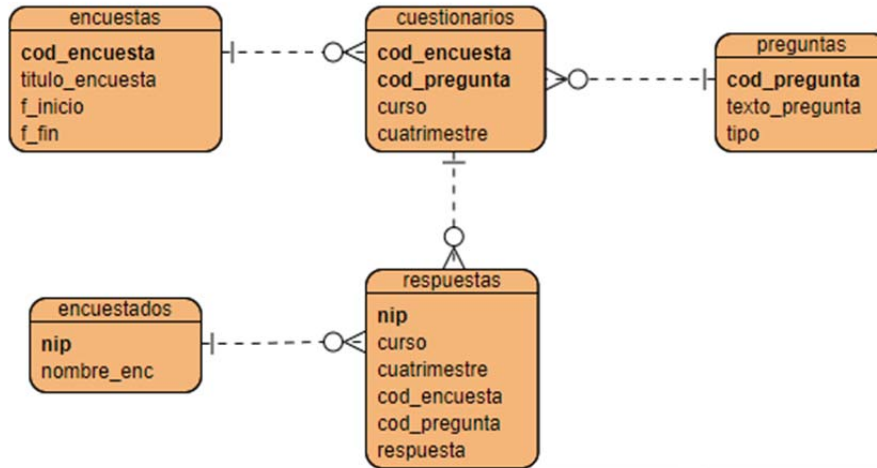 encuestas
cod_encuesta
titulo_encuesta
f_inicio
f_fin
cuestionarios
cod_encuesta
cod_pregunta
curso
cuatrimestre
preguntas
cod_pregunta
texto_pregunta
tipo
encuestados
nip
nombre_enc
respuestas
nip
curso
cuatrimestre
cod_encuesta
cod_pregunta
respuesta